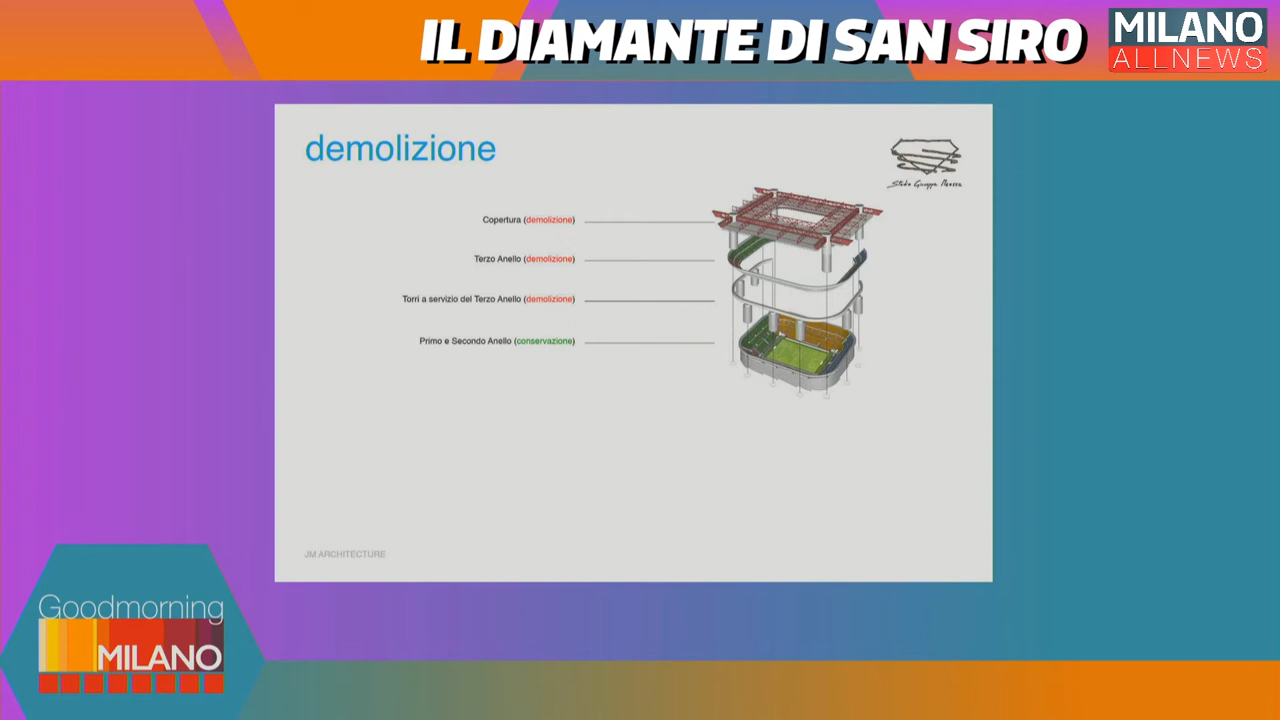 IL DIAMANTE DI SAN SIRO
MILANO
ALLNEWS
demolizione
Copertura (demolizione)
Terzo Anello (demolizione)
Torri a servizio del Terzo Anello (demolizione)
Primo e Secondo Anello (conservazione)
JM ARCHITECTURE
Goodmorning
MILANO